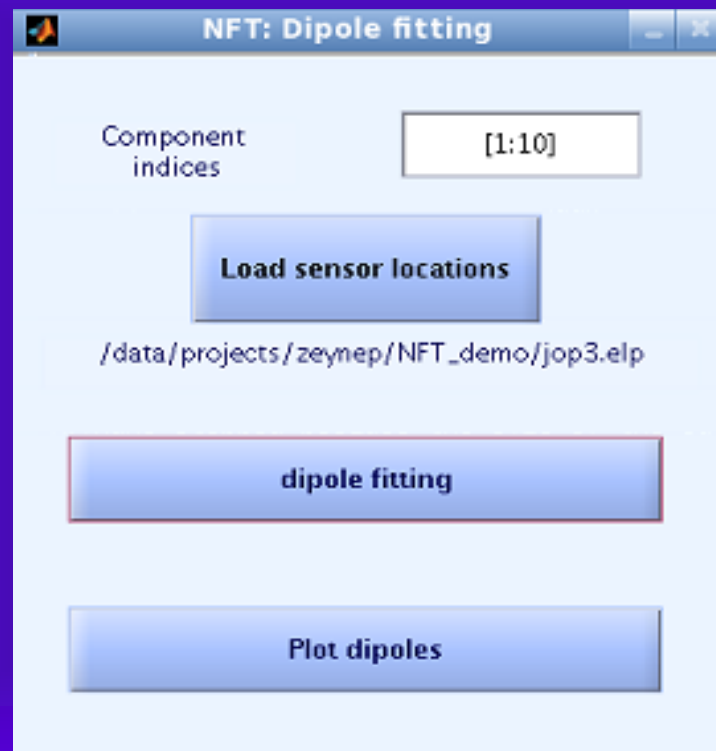 NFT: Dipole fitting
Component
indices
[1:10]
Load sensor locations
/data/projects/zeynep/NFT_demo/jop3.elp
dipole fitting
Plot dipoles